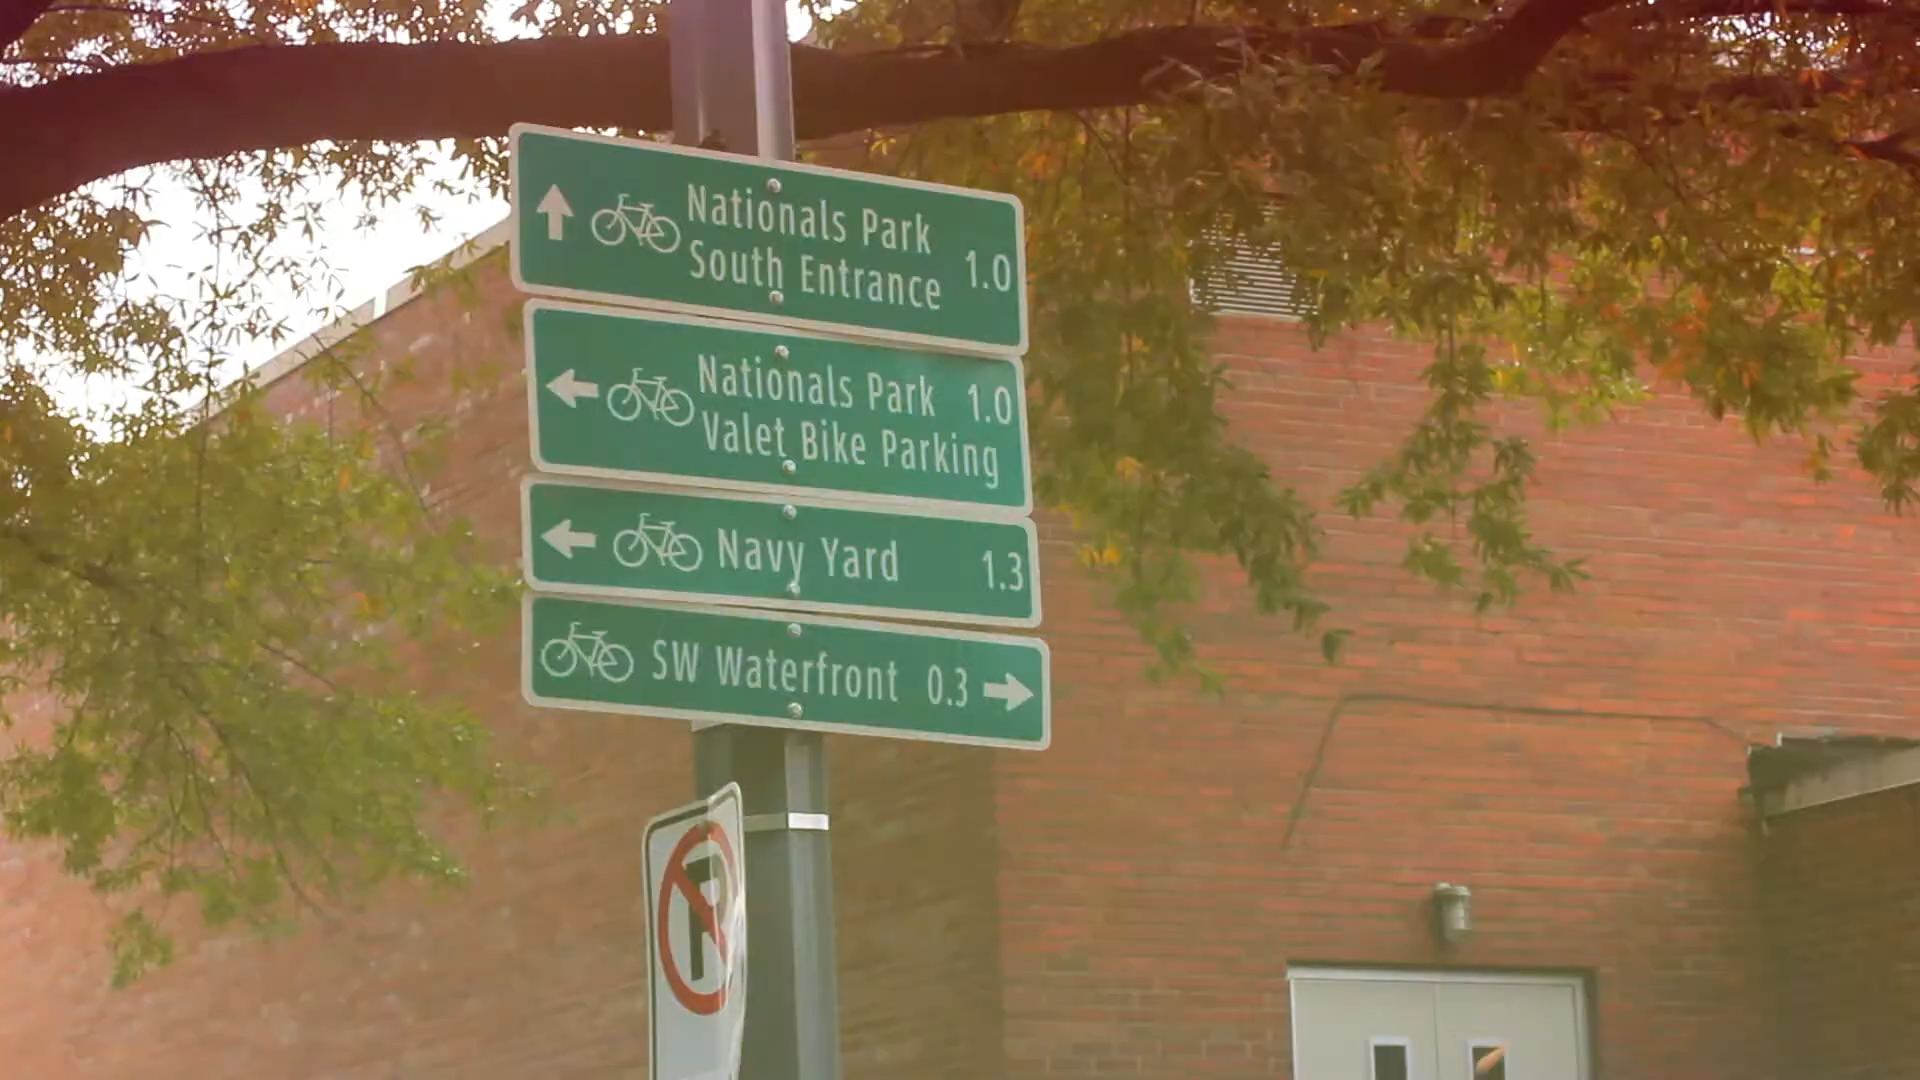 Nationals Park
South Entrance 1.0
Nationals Park 1.0
Valet Bike Parking
Navy Yard 1.3
SW Waterfront 0.3
P